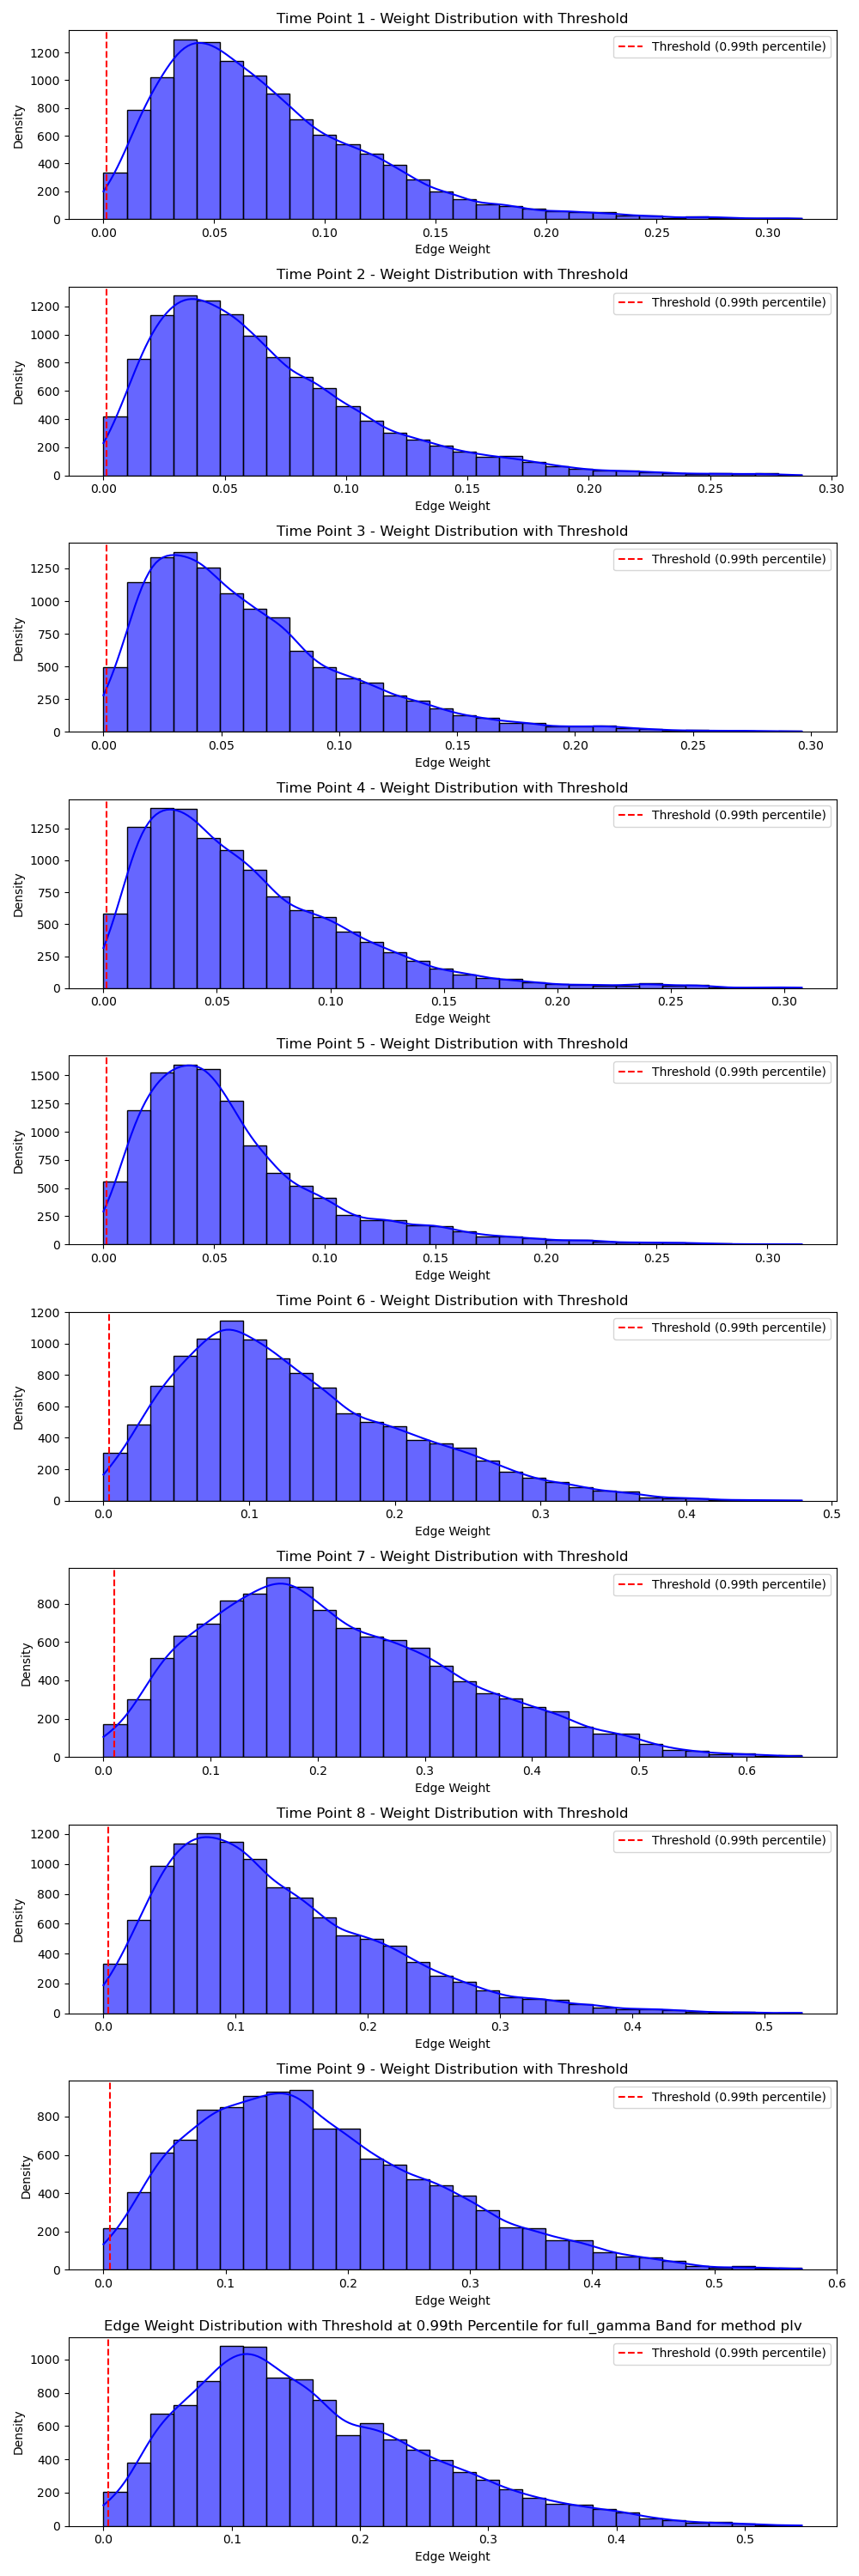 Time Point 1 - Weight Distribution with Threshold
Threshold (0.99th percentile)
Density
1200
1000
800
600
400
200
0
0.00 0.05 0.10 0.15 0.20 0.25 0.30
Edge Weight
Time Point 2 - Weight Distribution with Threshold
Threshold (0.99th percentile)
Density
1200
1000
800
600
400
200
0
0.00 0.05 0.10 0.15 0.20 0.25 0.30
Edge Weight
Time Point 3 - Weight Distribution with Threshold
Threshold (0.99th percentile)
Density
1250
1000
750
500
250
0
0.00 0.05 0.10 0.15 0.20 0.25 0.30
Edge Weight
Time Point 4 - Weight Distribution with Threshold
Threshold (0.99th percentile)
Density
1250
1000
750
500
250
0
0.00 0.05 0.10 0.15 0.20 0.25 0.30
Edge Weight
Time Point 5 - Weight Distribution with Threshold
Threshold (0.99th percentile)
Density
1500
1250
1000
750
500
250
0
0.00 0.05 0.10 0.15 0.20 0.25 0.30
Edge Weight
Time Point 6 - Weight Distribution with Threshold
Threshold (0.99th percentile)
Density
1200
1000
800
600
400
200
0
0.0 0.1 0.2 0.3 0.4 0.5
Edge Weight
Time Point 7 - Weight Distribution with Threshold
Threshold (0.99th percentile)
Density
800
600
400
200
0
0.0 0.1 0.2 0.3 0.4 0.5 0.6
Edge Weight
Time Point 8 - Weight Distribution with Threshold
Threshold (0.99th percentile)
Density
1200
1000
800
600
400
200
0
0.0 0.1 0.2 0.3 0.4 0.5
Edge Weight
Time Point 9 - Weight Distribution with Threshold
Threshold (0.99th percentile)
Density
800
600
400
200
0
0.0 0.1 0.2 0.3 0.4 0.5 0.6
Edge Weight
Edge Weight Distribution with Threshold at 0.99th Percentile for full_gamma Band for method plv
Threshold (0.99th percentile)
Density
1000
800
600
400
200
0
0.0 0.1 0.2 0.3 0.4 0.5
Edge Weight